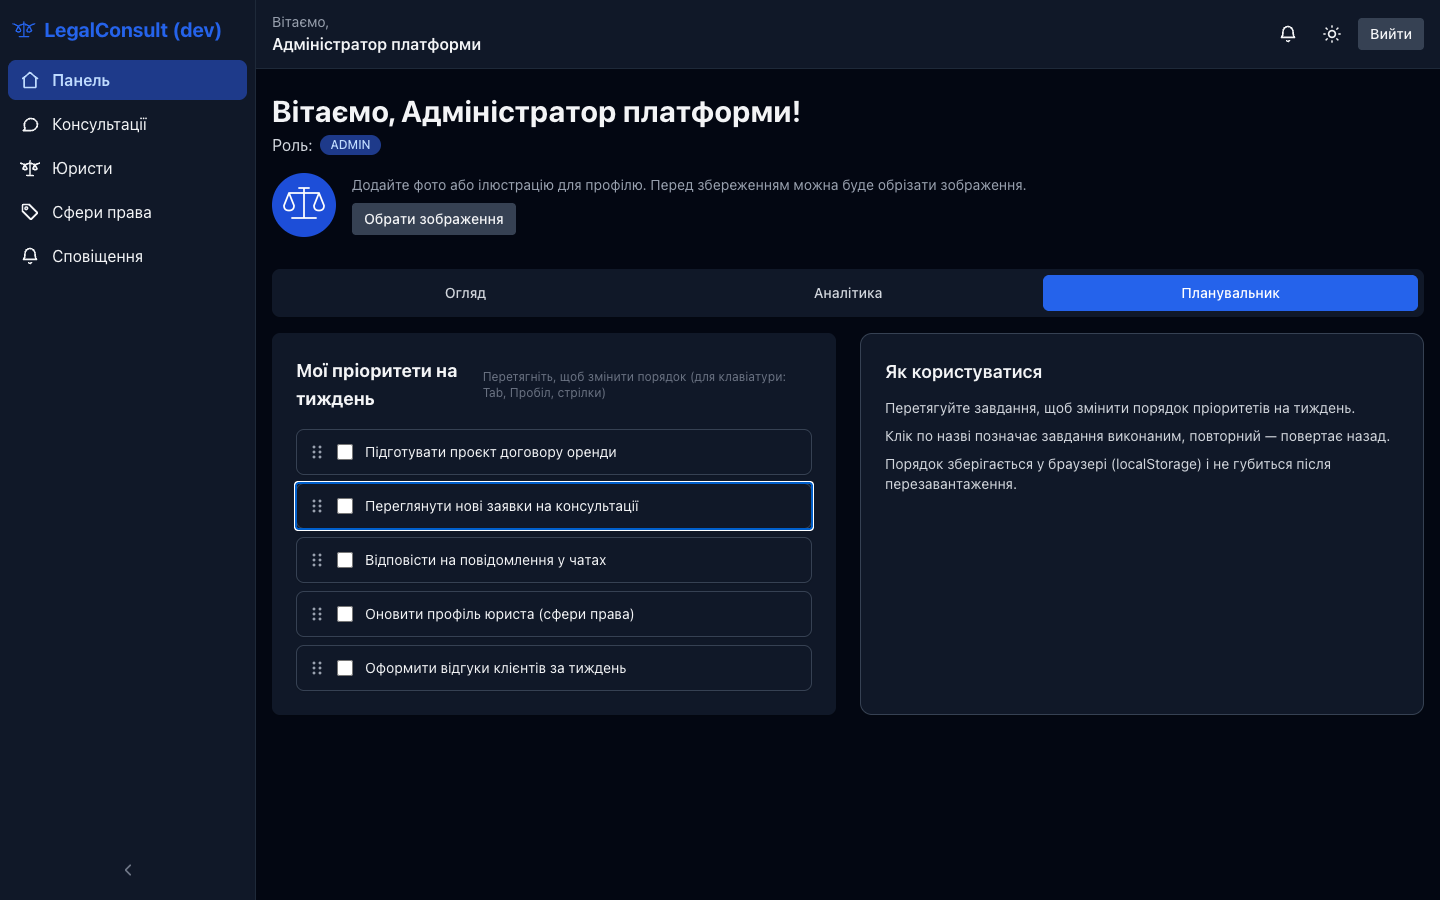 LegalConsult (dev)
Панель
Консультації
Юристи
Сфери права
Сповіщення
Вітаємо,
Адміністратор платформи
Вийти
Вітаємо, Адміністратор платформи!
Роль: ADMIN
Додайте фото або ілюстрацію для профілю. Перед збереженням можна буде обрізати зображення.
Обрати зображення
Огляд
Аналітика
Планувальник
Мої пріоритети на
тиждень
Перетягніть, щоб змінити порядок (для клавіатури:
Tab, Пробіл, стрілки)
Підготувати проєкт договору оренди
Переглянути нові заявки на консультації
Відповісти на повідомлення у чатах
Оновити профіль юриста (сфери права)
Оформити відгуки клієнтів за тиждень
Як користуватися
Перетягуйте завдання, щоб змінити порядок пріоритетів на тиждень.
Клік по назві позначає завдання виконаним, повторний — повертає назад.
Порядок зберігається у браузері (localStorage) і не губиться після
перезавантаження.